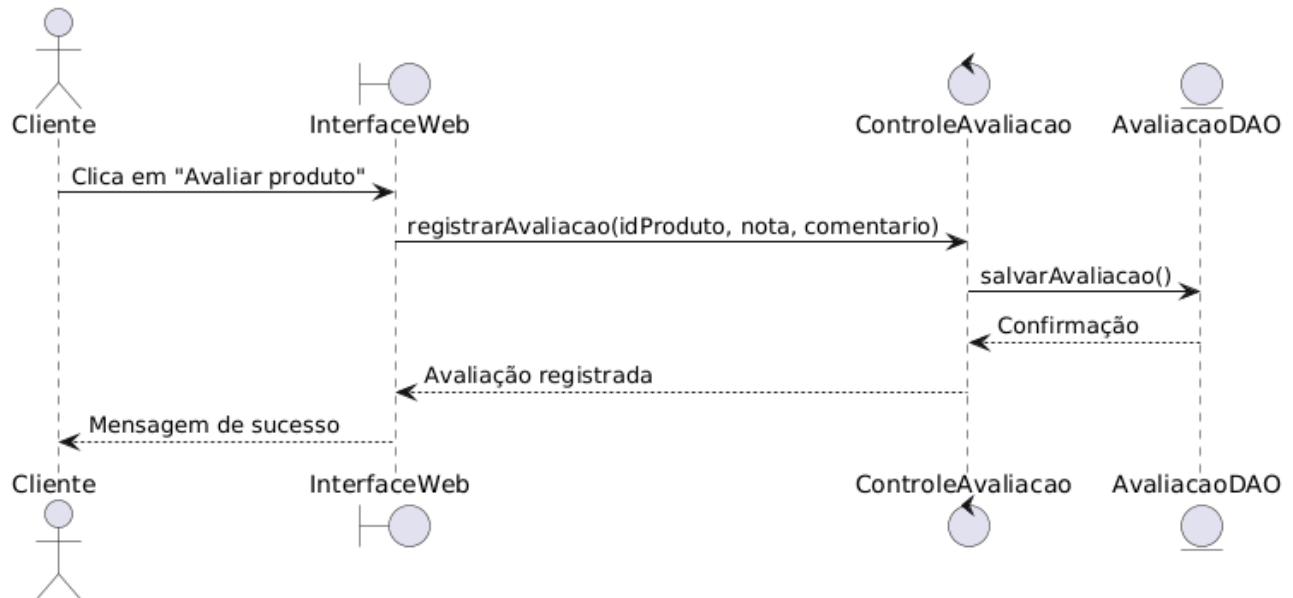 Cliente
InterfaceWeb
ControleAvaliacao
AvaliacaoDAO
Clica em "Avaliar produto"
registrarAvaliacao(idProduto, nota, comentario)
salvarAvaliacao()
Confirmação
Avaliação registrada
Mensagem de sucesso
Cliente
InterfaceWeb
ControleAvaliacao
AvaliacaoDAO